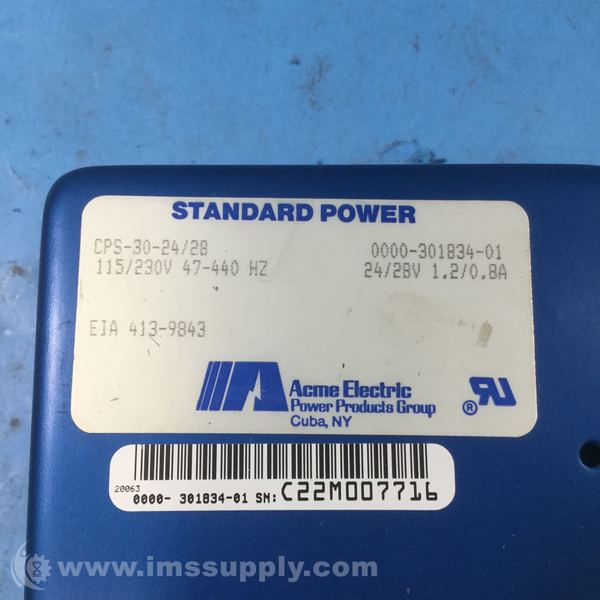 STANDARD POWER
CPS-30-24/28 0000-301834-01
115/230V 47-440 HZ 24/28V 1.2/0.8A
EIA 413-9843
Acme Electric
Power Products Group
Cuba, NY
®
20063
0000- 301834-01 SN: C22M007716
www.imssupply.com